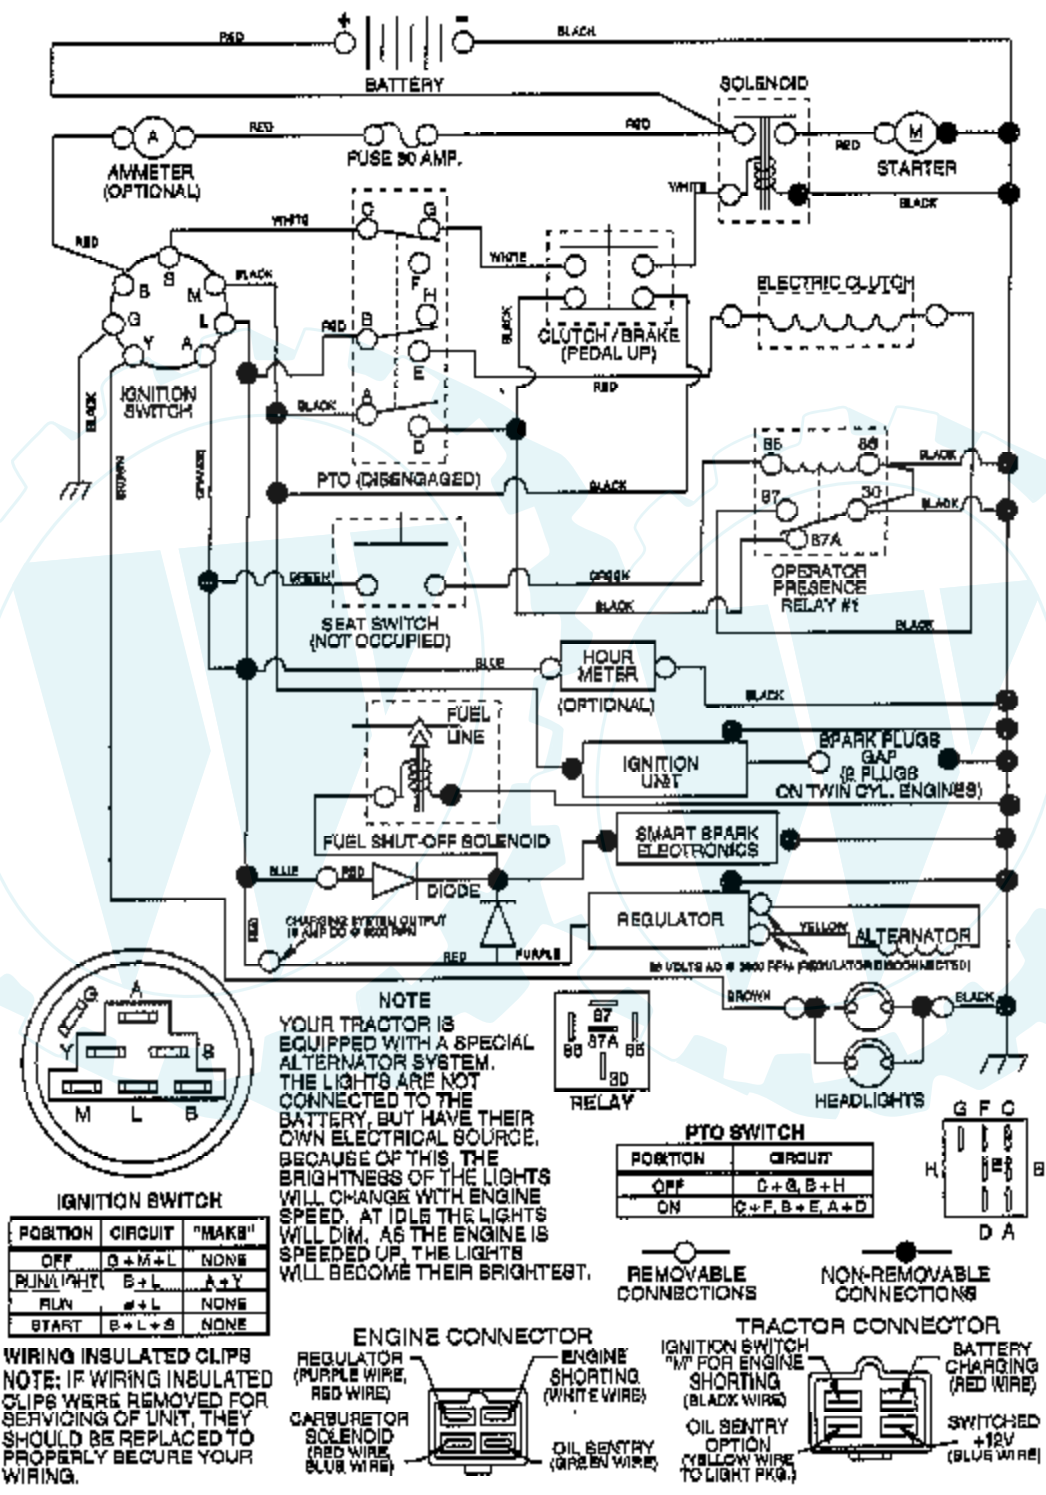 + -
RED BLACK
BATTERY
SOLENOID
RED RED RED
A M
AMMETER
(OPTIONAL)
FUSE 30 AMP.
STARTER
WHITE BLACK
WHITE C G
RED
S
B M BLACK
G L
Y A
WHITE
F
H
RED B
E
BLACK A
D
BLACK
CLUTCH / BRAKE
(PEDAL UP)
ELECTRIC CLUTCH
RED
IGNITION
SWITCH
BLACK
BROWN
ORANGE
PTO (DISENGAGED)
BLACK
85 86 BLACK
87 30 BLACK
87A
OPERATOR
PRESENCE
RELAY #1
GREEN GREEN
SEAT SWITCH
(NOT OCCUPIED)
BLACK BLACK
BLUE
HOUR
METER
(OPTIONAL)
BLACK
FUEL
LINE
IGNITION
UNIT
SPARK PLUGS
GAP
(2 PLUGS
ON TWIN CYL. ENGINES)
FUEL SHUT-OFF SOLENOID
SMART SPARK
ELECTRONICS
BLUE RED
DIODE
RED
CHARGING SYSTEM OUTPUT
REGULATOR
YELLOW ALTERNATOR
RED PURPLE
(REGULATOR DISCONNECTED)
BROWN BLACK
HEADLIGHTS
G A
Y S
M L B
IGNITION SWITCH
POSITION CIRCUIT "MAKE"
OFF G+M+L NONE
RUN/LIGHT B+L A+Y
RUN B+L NONE
START B+L+S NONE
WIRING INSULATED CLIPS
NOTE: IF WIRING INSULATED
CLIPS WERE REMOVED FOR
SERVICING OF UNIT, THEY
SHOULD BE REPLACED TO
PROPERLY SECURE YOUR
WIRING.
NOTE
YOUR TRACTOR IS
EQUIPPED WITH A SPECIAL
ALTERNATOR SYSTEM.
THE LIGHTS ARE NOT
CONNECTED TO THE
BATTERY, BUT HAVE THEIR
OWN ELECTRICAL SOURCE.
BECAUSE OF THIS, THE
BRIGHTNESS OF THE LIGHTS
WILL CHANGE WITH ENGINE
SPEED. AT IDLE THE LIGHTS
WILL DIM. AS THE ENGINE IS
SPEEDED UP, THE LIGHTS
WILL BECOME THEIR BRIGHTEST.
87
86 87A 85
30
RELAY
PTO SWITCH
POSITION CIRCUIT
OFF C+G, B+H
ON C+F, B+E, A+D
G F C
H E B
D A
REMOVABLE
CONNECTIONS
NON-REMOVABLE
CONNECTIONS
ENGINE CONNECTOR
REGULATOR
(PURPLE WIRE,
RED WIRE)
ENGINE
SHORTING
(WHITE WIRE)
CARBURETOR
SOLENOID
(RED WIRE
BLUE WIRE)
OIL SENTRY
(GREEN WIRE)
TRACTOR CONNECTOR
IGNITION SWITCH
"M" FOR ENGINE
SHORTING
(BLACK WIRE)
BATTERY
CHARGING
(RED WIRE)
OIL SENTRY
OPTION
(YELLOW WIRE
TO LIGHT PKG.)
SWITCHED
+12V
(BLUE WIRE)